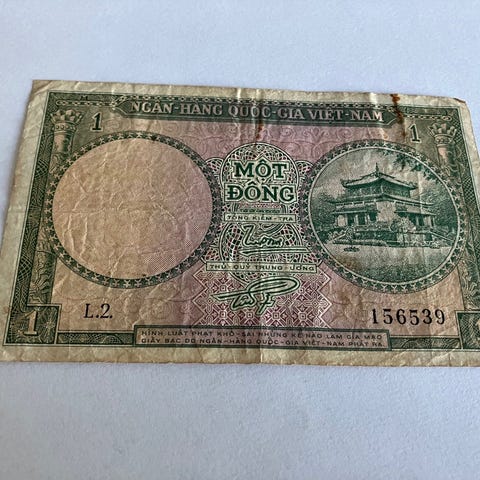 NGÂN-HÀNG QUỐC-GIA VIỆT-NAM
1 1
MỘT
ĐỒNG
TỔNG KIỂM-TRA
THỦ QUỸ TRUNG-ƯƠNG
L.2. 156539
1
HÌNH LUẬT PHẠT KHỔ-SAI NHỮNG KẺ NÀO LÀM GIẢ MẠO
GIẤY BẠC DO NGÂN-HÀNG QUỐC-GIA VIỆT-NAM PHÁT RA.